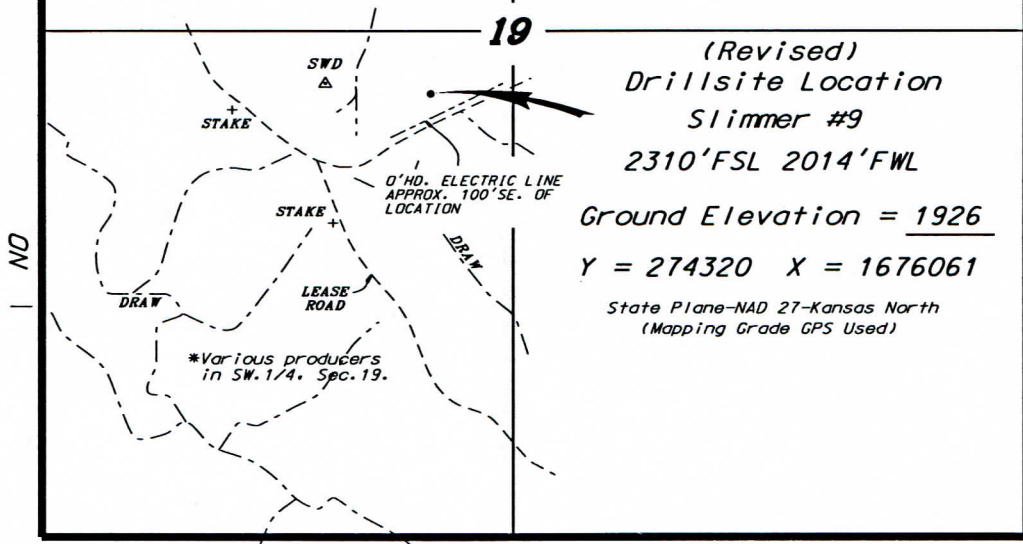 19
(Revised)
Drillsite Location
Slimmer #9
2310'FSL 2014'FWL
Ground Elevation = 1926
Y = 274320 X = 1676061
State Plane-NAD 27-Kansas North
(Mapping Grade GPS Used)
SWD
STAKE
O'HD. ELECTRIC LINE
APPROX. 100'SE. OF
LOCATION
STAKE
DRAW
LEASE
ROAD
DRAW
*Various producers
in SW.1/4. Sec.19.
NO